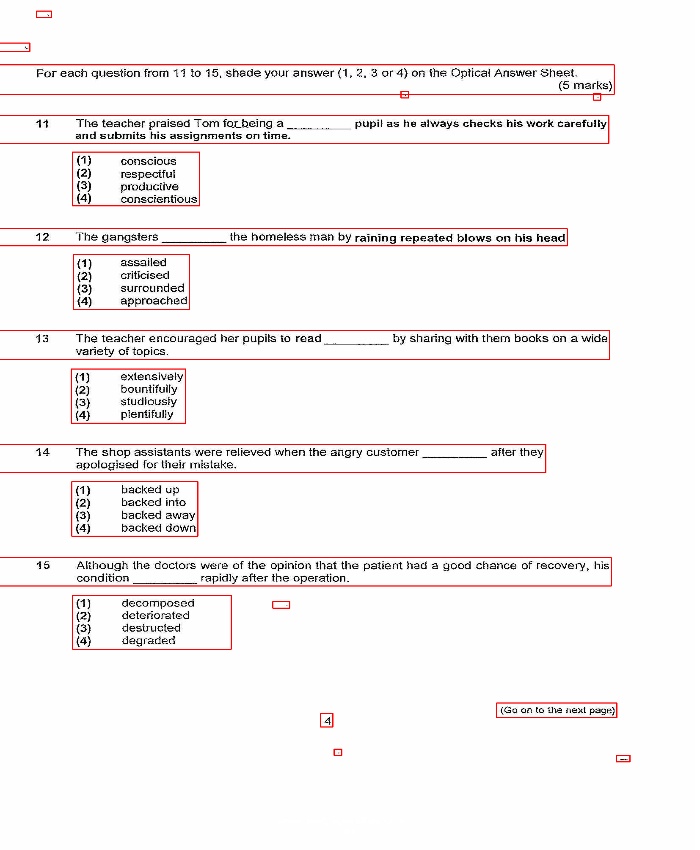 For each question from 11 to 15, shade your answer (1, 2, 3 or 4) on the Optical Answer Sheet.
(5 marks)
11 The teacher praised Tom for being a __________ pupil as he always checks his work carefully
and submits his assignments on time.
(1) conscious
(2) respectful
(3) productive
(4) conscientious
12 The gangsters __________ the homeless man by raining repeated blows on his head
(1) assailed
(2) criticised
(3) surrounded
(4) approached
13 The teacher encouraged her pupils to read __________ by sharing with them books on a wide
variety of topics.
(1) extensively
(2) bountifully
(3) studiously
(4) plentifully
14 The shop assistants were relieved when the angry customer __________ after they
apologised for their mistake.
(1) backed up
(2) backed into
(3) backed away
(4) backed down
15 Although the doctors were of the opinion that the patient had a good chance of recovery, his
condition __________ rapidly after the operation.
(1) decomposed
(2) deteriorated
(3) destructed
(4) degraded
(Go on to the next page)
4